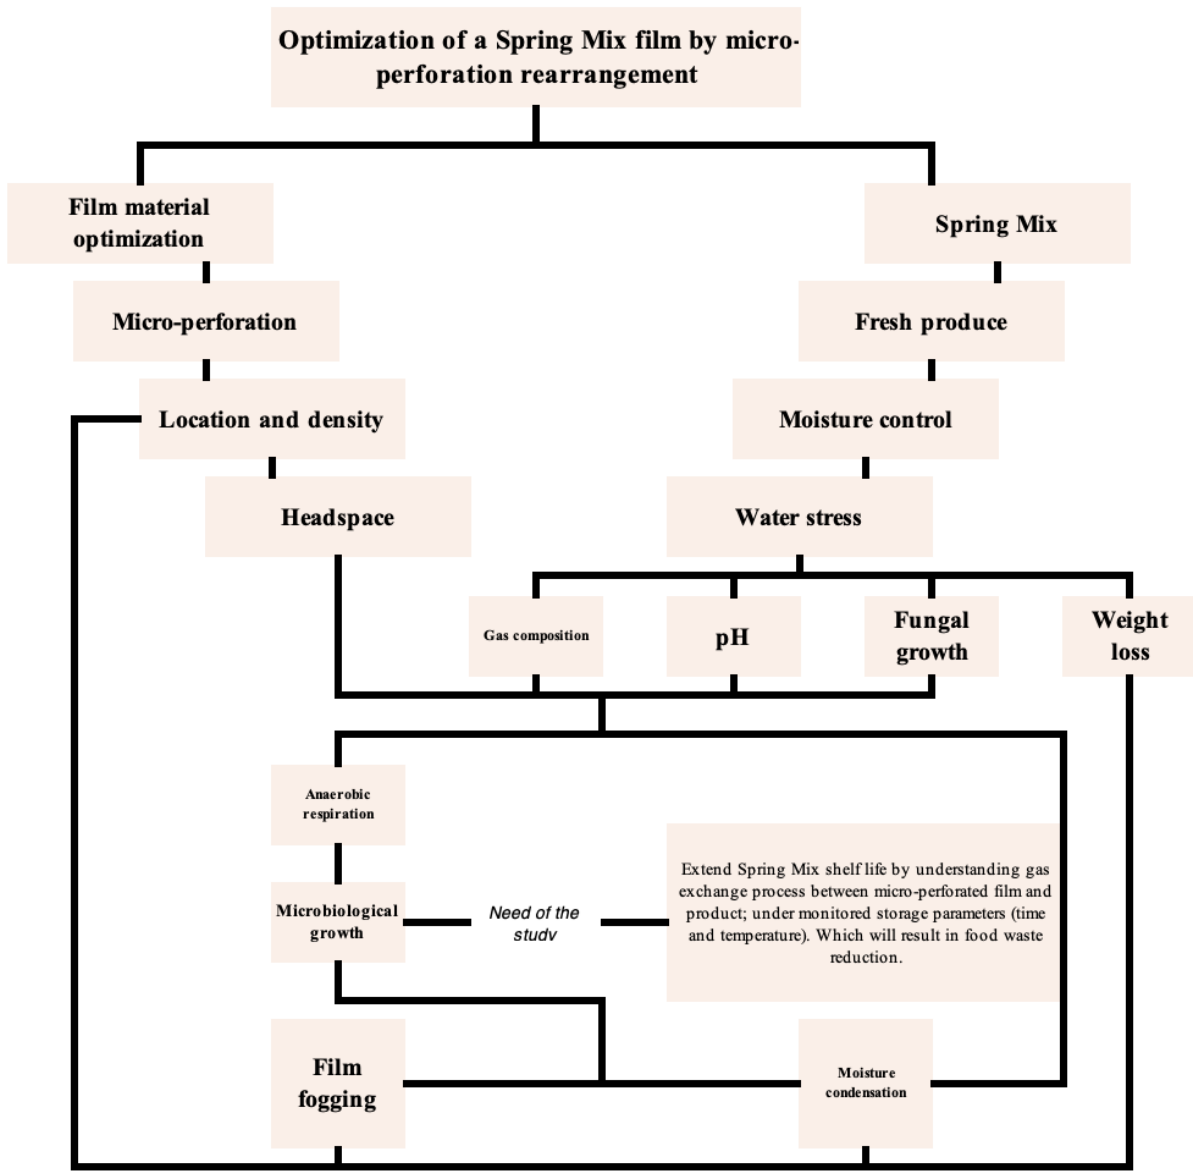 Optimization of a Spring Mix film by micro-
perforation rearrangement
Film material
optimization
Spring Mix
Micro-perforation
Fresh produce
Location and density
Moisture control
Headspace
Water stress
Gas composition
pH
Fungal
growth
Weight
loss
Anaerobic
respiration
Extend Spring Mix shelf life by understanding gas
exchange process between micro-perforated film and
product; under monitored storage parameters (time
and temperature). Which will result in food waste
reduction.
Microbiological
growth
Need of the
study
Film
fogging
Moisture
condensation